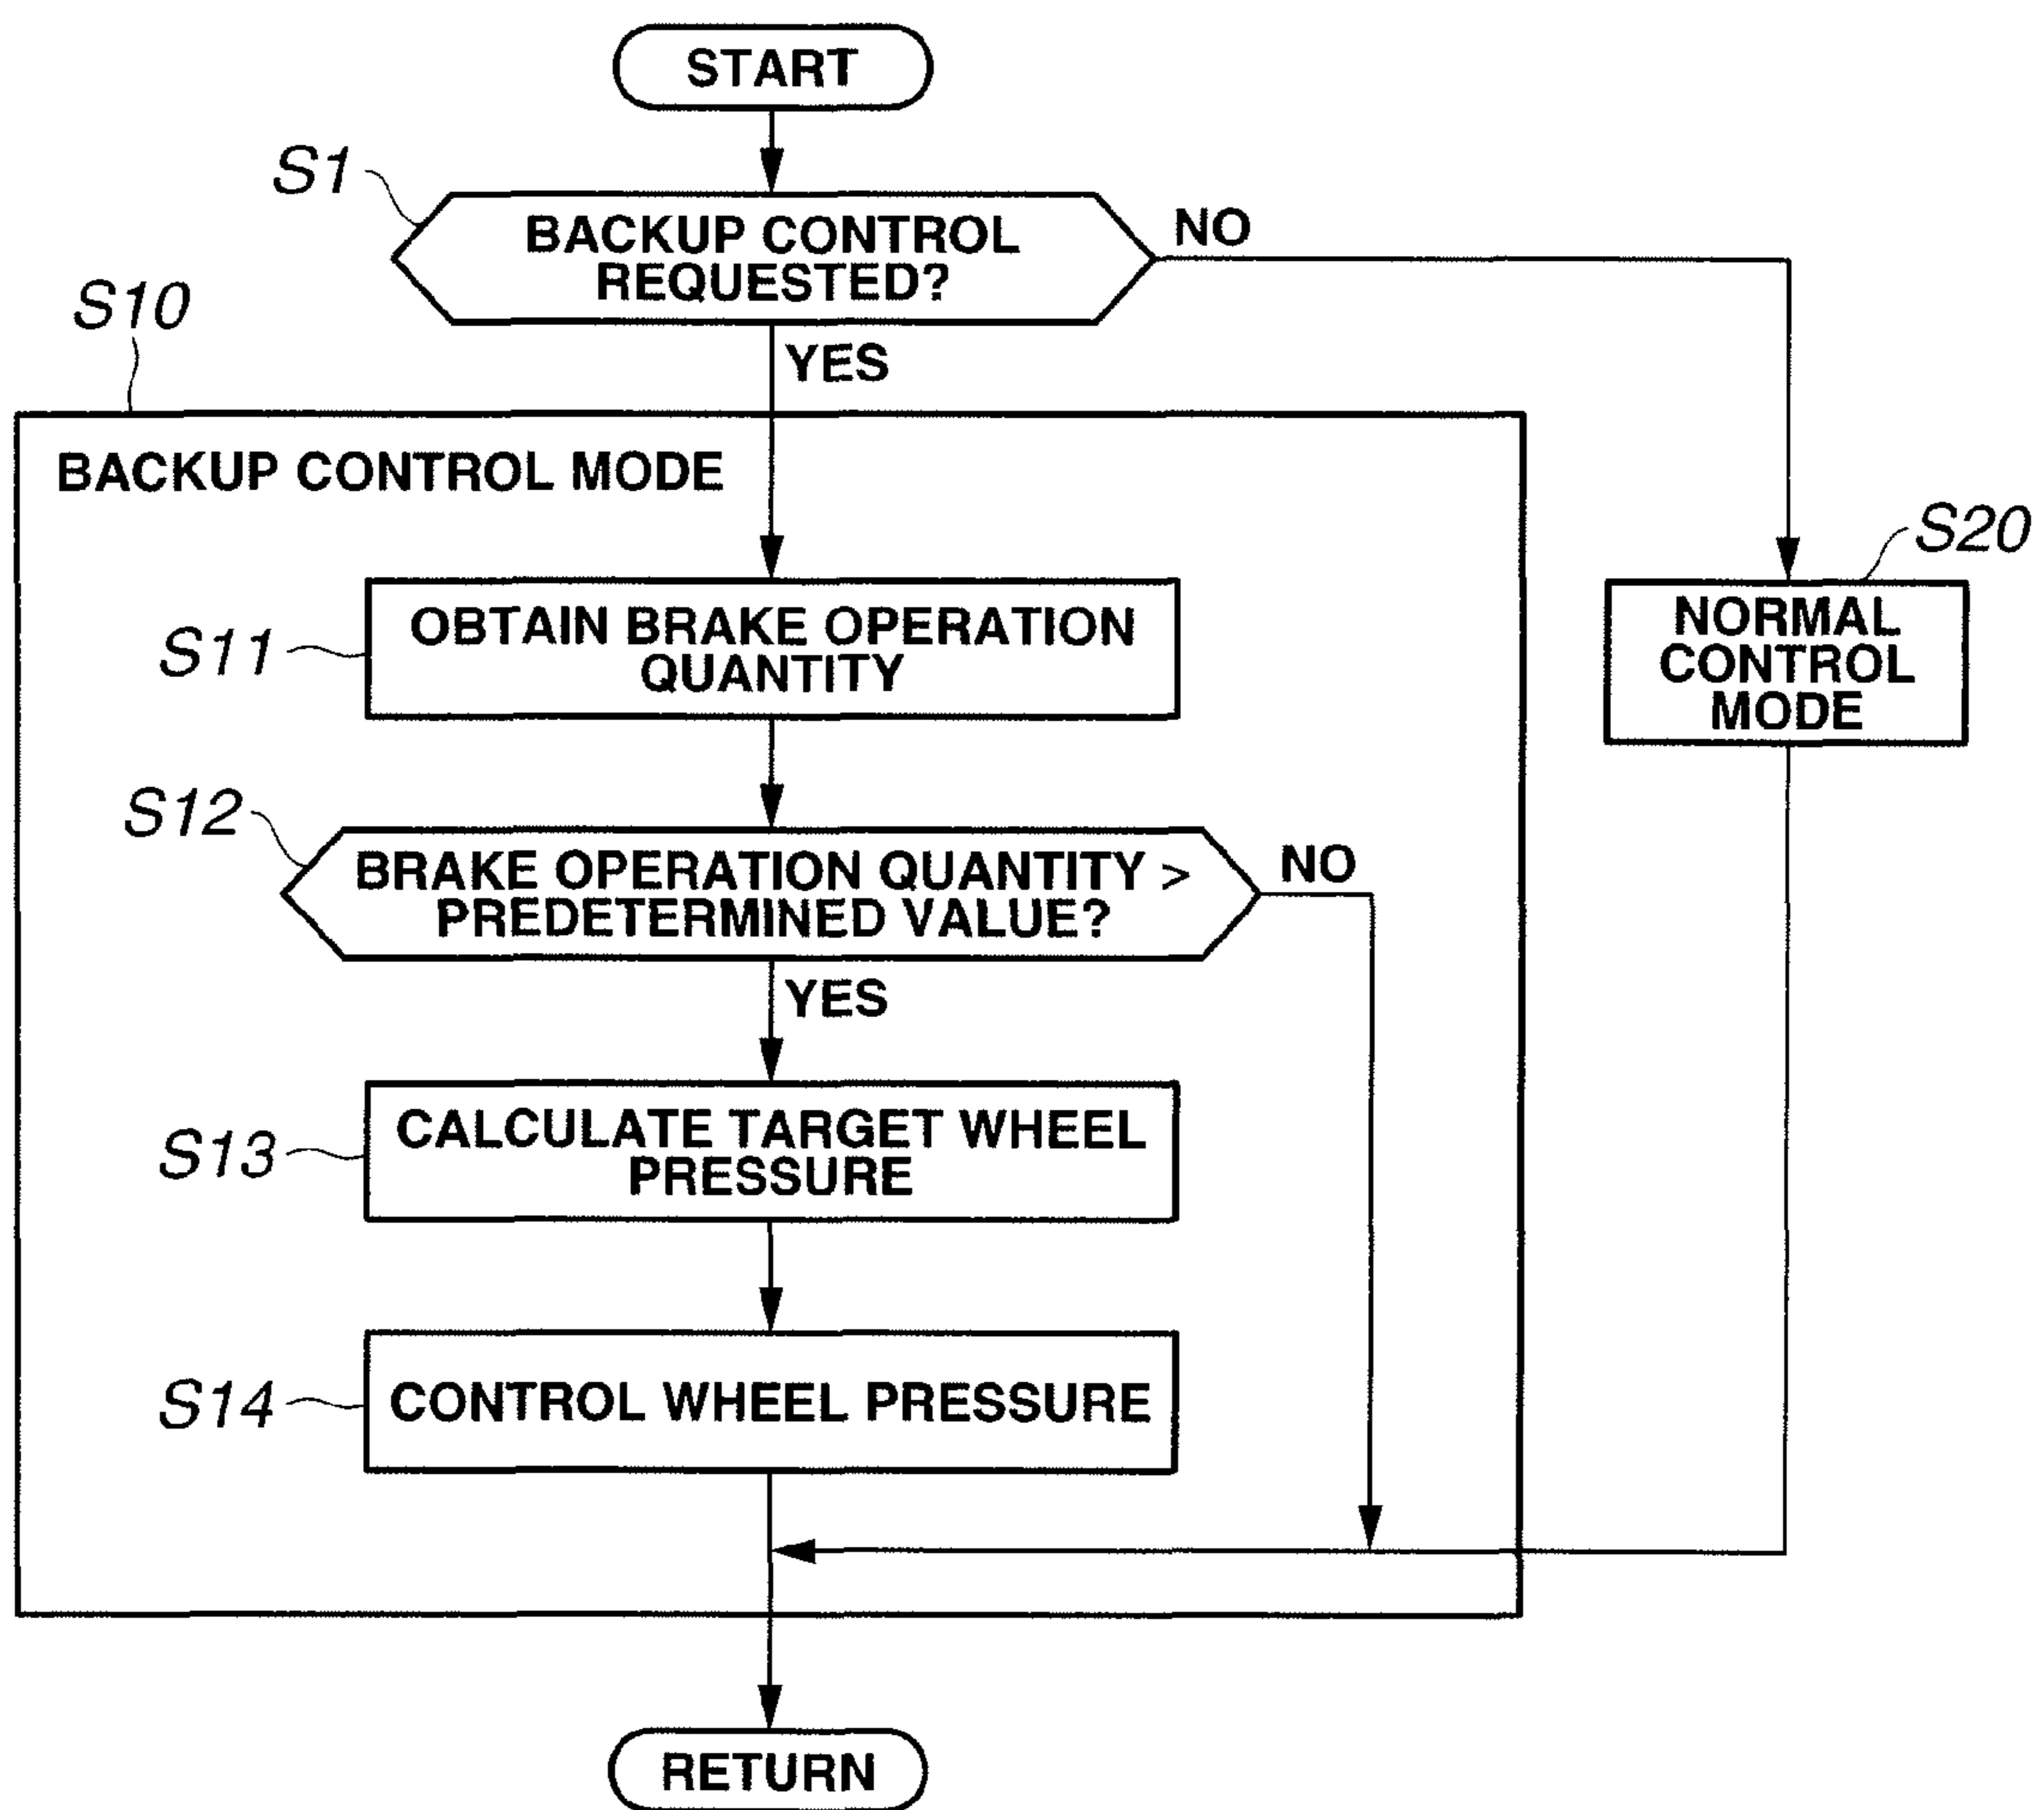 START
S1
BACKUP CONTROL
REQUESTED?
NO
YES
S10
BACKUP CONTROL MODE
S11
OBTAIN BRAKE OPERATION
QUANTITY
S20
NORMAL
CONTROL
MODE
S12
BRAKE OPERATION QUANTITY >
PREDETERMINED VALUE?
NO
YES
S13
CALCULATE TARGET WHEEL
PRESSURE
S14
CONTROL WHEEL PRESSURE
RETURN